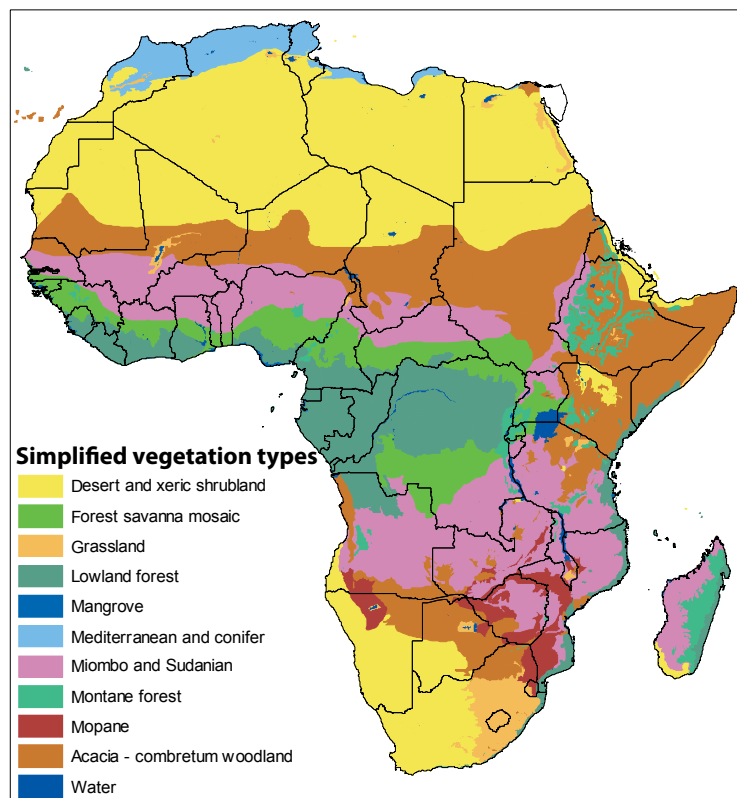 Simplified vegetation types
Desert and xeric shrubland
Forest savanna mosaic
Grassland
Lowland forest
Mangrove
Mediterranean and conifer
Miombo and Sudanian
Montane forest
Mopane
Acacia - combretum woodland
Water